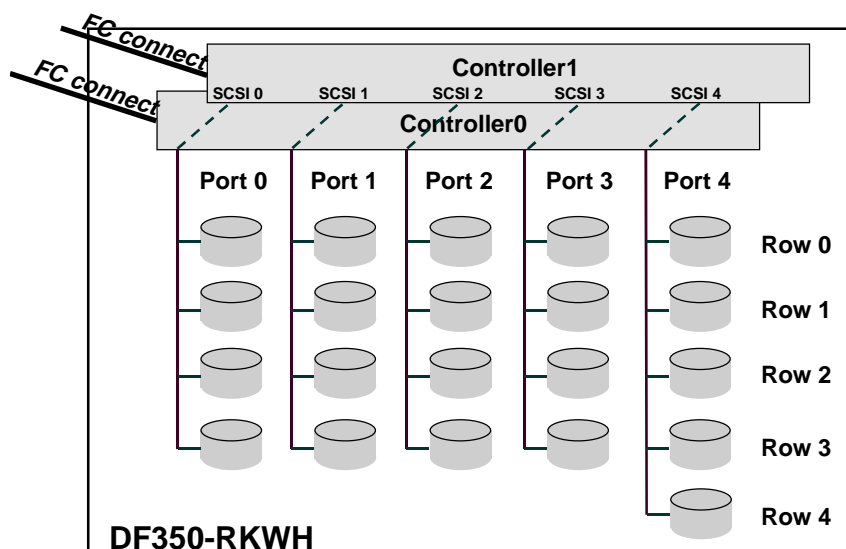 FC connect
FC connect
Controller1
SCSI 0 SCSI 1 SCSI 2 SCSI 3 SCSI 4
Controller0
Port 0 Port 1 Port 2 Port 3 Port 4
Row 0
Row 1
Row 2
Row 3
Row 4
DF350-RKWH